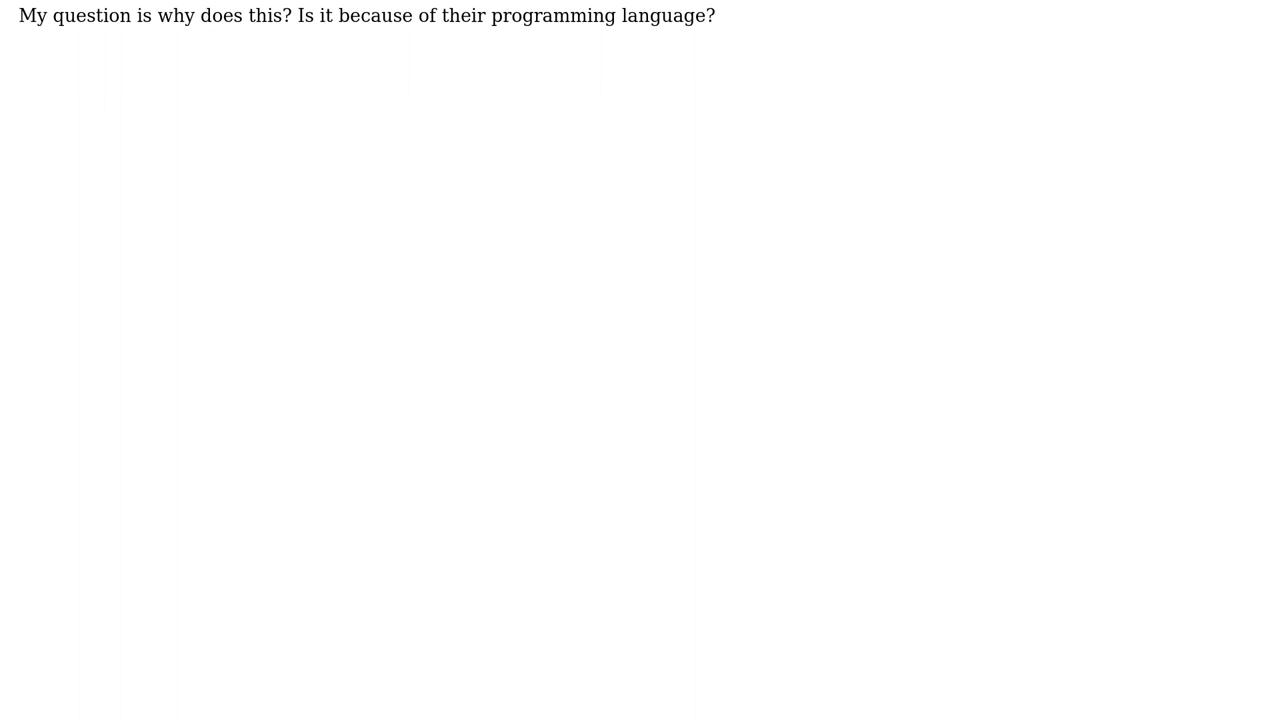 My question is why does this? Is it because of their programming language?